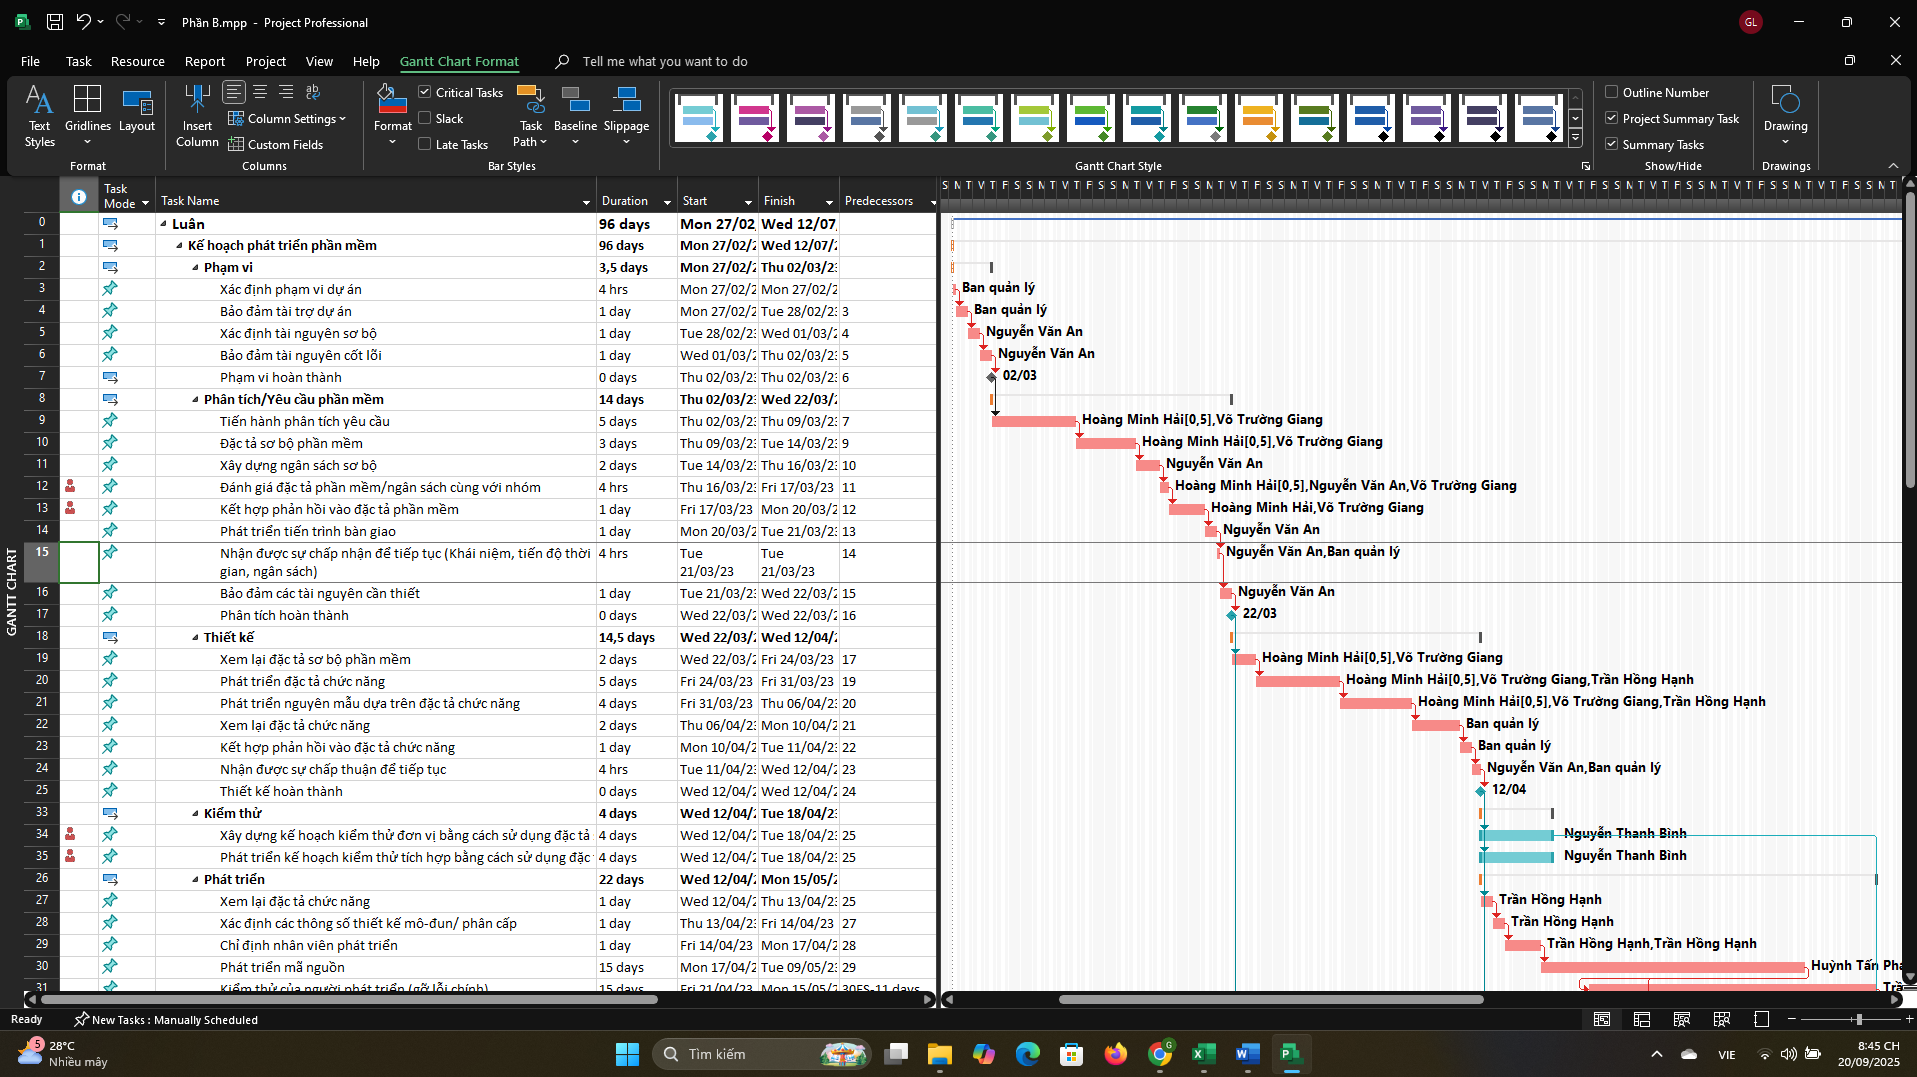 Phần B.mpp - Project Professional
GL
File Task Resource Report Project View Help Gantt Chart Format Tell me what you want to do
Text Styles
Gridlines
Layout
Format
Insert Column
Column Settings
Custom Fields
Columns
Format
Critical Tasks
Slack
Late Tasks
Task Path
Baseline
Slippage
Bar Styles
Gantt Chart Style
Outline Number
Project Summary Task
Summary Tasks
Show/Hide
Drawing
Drawings
Task Mode Task Name Duration Start Finish Predecessors
S M T W T F S
0 Luân 96 days Mon 27/02 Wed 12/07
1 Kế hoạch phát triển phần mềm 96 days Mon 27/02/ Wed 12/07/
2 Phạm vi 3,5 days Mon 27/02/ Thu 02/03/
3 Xác định phạm vi dự án 4 hrs Mon 27/02/ Mon 27/02/ Ban quản lý
4 Bảo đảm tài trợ dự án 1 day Mon 27/02/ Tue 28/02/ 3 Ban quản lý
5 Xác định tài nguyên sơ bộ 1 day Tue 28/02/ Wed 01/03/ 4 Nguyễn Văn An
6 Bảo đảm tài nguyên cốt lõi 1 day Wed 01/03/ Thu 02/03/ 5 Nguyễn Văn An
7 Phạm vi hoàn thành 0 days Thu 02/03/ Thu 02/03/ 6 02/03
8 Phân tích/Yêu cầu phần mềm 14 days Thu 02/03/ Wed 22/03/
9 Tiến hành phân tích yêu cầu 5 days Thu 02/03/ Thu 09/03/ 7 Hoàng Minh Hải[0,5],Võ Trường Giang
10 Đặc tả sơ bộ phần mềm 3 days Thu 09/03/ Tue 14/03/ 9 Hoàng Minh Hải[0,5],Võ Trường Giang
11 Xây dựng ngân sách sơ bộ 2 days Tue 14/03/ Thu 16/03/ 10 Nguyễn Văn An
12 Đánh giá đặc tả phần mềm/ngân sách cùng với nhóm 4 hrs Thu 16/03/ Fri 17/03/23 11 Hoàng Minh Hải[0,5],Nguyễn Văn An,Võ Trường Giang
13 Kết hợp phản hồi vào đặc tả phần mềm 1 day Fri 17/03/23 Mon 20/03/ 12 Hoàng Minh Hải,Võ Trường Giang
14 Phát triển tiến trình bàn giao 1 day Mon 20/03/ Tue 21/03/ 13 Nguyễn Văn An
15 Nhận được sự chấp nhận để tiếp tục (Khái niệm, tiến độ thời 4 hrs Tue Tue 14 Nguyễn Văn An,Ban quản lý
gian, ngân sách) 21/03/23 21/03/23
16 Bảo đảm các tài nguyên cần thiết 1 day Tue 21/03/ Wed 22/03/ 15 Nguyễn Văn An
17 Phân tích hoàn thành 0 days Wed 22/03/ Wed 22/03/ 16 22/03
18 Thiết kế 14,5 days Wed 22/03/ Wed 12/04/
19 Xem lại đặc tả sơ bộ phần mềm 2 days Wed 22/03/ Fri 24/03/23 17 Hoàng Minh Hải[0,5],Võ Trường Giang
20 Phát triển đặc tả chức năng 5 days Fri 24/03/23 Fri 31/03/23 19 Hoàng Minh Hải[0,5],Võ Trường Giang,Trần Hồng Hạnh
21 Phát triển nguyên mẫu dựa trên đặc tả chức năng 4 days Fri 31/03/23 Thu 06/04/ 20 Hoàng Minh Hải[0,5],Võ Trường Giang,Trần Hồng Hạnh
22 Xem lại đặc tả chức năng 2 days Thu 06/04/ Mon 10/04/ 21 Ban quản lý
23 Kết hợp phản hồi vào đặc tả chức năng 1 day Mon 10/04/ Tue 11/04/ 22 Ban quản lý
24 Nhận được sự chấp thuận để tiếp tục 4 hrs Tue 11/04/ Wed 12/04/ 23 Nguyễn Văn An,Ban quản lý
25 Thiết kế hoàn thành 0 days Wed 12/04/ Wed 12/04/ 24 12/04
33 Kiểm thử 4 days Wed 12/04/ Tue 18/04/
34 Xây dựng kế hoạch kiểm thử đơn vị bằng cách sử dụng đặc tả 4 days Wed 12/04/ Tue 18/04/ 25 Nguyễn Thanh Bình
35 Phát triển kế hoạch kiểm thử tích hợp bằng cách sử dụng đặc 4 days Wed 12/04/ Tue 18/04/ 25 Nguyễn Thanh Bình
26 Phát triển 22 days Wed 12/04/ Mon 15/05/
27 Xem lại đặc tả chức năng 1 day Wed 12/04/ Thu 13/04/ 25 Trần Hồng Hạnh
28 Xác định các thông số thiết kế mô-đun/ phân cấp 1 day Thu 13/04/ Fri 14/04/23 27 Trần Hồng Hạnh
29 Chỉ định nhân viên phát triển 1 day Fri 14/04/23 Mon 17/04/ 28 Trần Hồng Hạnh,Trần Hồng Hạnh
30 Phát triển mã nguồn 15 days Mon 17/04/ Tue 09/05/ 29 Huỳnh Tấn Phá
31 Kiểm thử của người phát triển (gỡ lỗi chính) 15 days Fri 21/04/23 Mon 15/05/ 30FS-11 days Trầ
GANTT CHART
Ready New Tasks : Manually Scheduled
5
28°C
Nhiều mây
Tìm kiếm
G
VIE
8:45 CH
20/09/2025